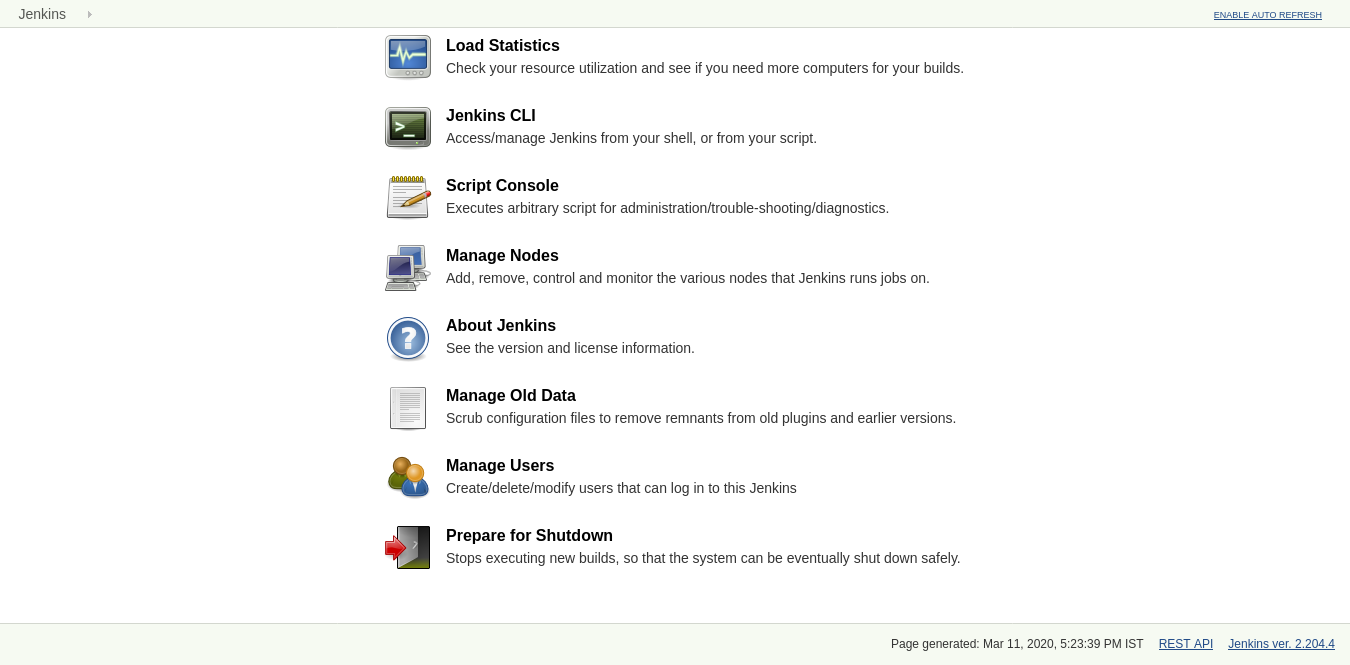 Jenkins
ENABLE AUTO REFRESH
Load Statistics
Check your resource utilization and see if you need more computers for your builds.
Jenkins CLI
Access/manage Jenkins from your shell, or from your script.
Script Console
Executes arbitrary script for administration/trouble-shooting/diagnostics.
Manage Nodes
Add, remove, control and monitor the various nodes that Jenkins runs jobs on.
About Jenkins
See the version and license information.
Manage Old Data
Scrub configuration files to remove remnants from old plugins and earlier versions.
Manage Users
Create/delete/modify users that can log in to this Jenkins
Prepare for Shutdown
Stops executing new builds, so that the system can be eventually shut down safely.
Page generated: Mar 11, 2020, 5:23:39 PM IST REST API Jenkins ver. 2.204.4